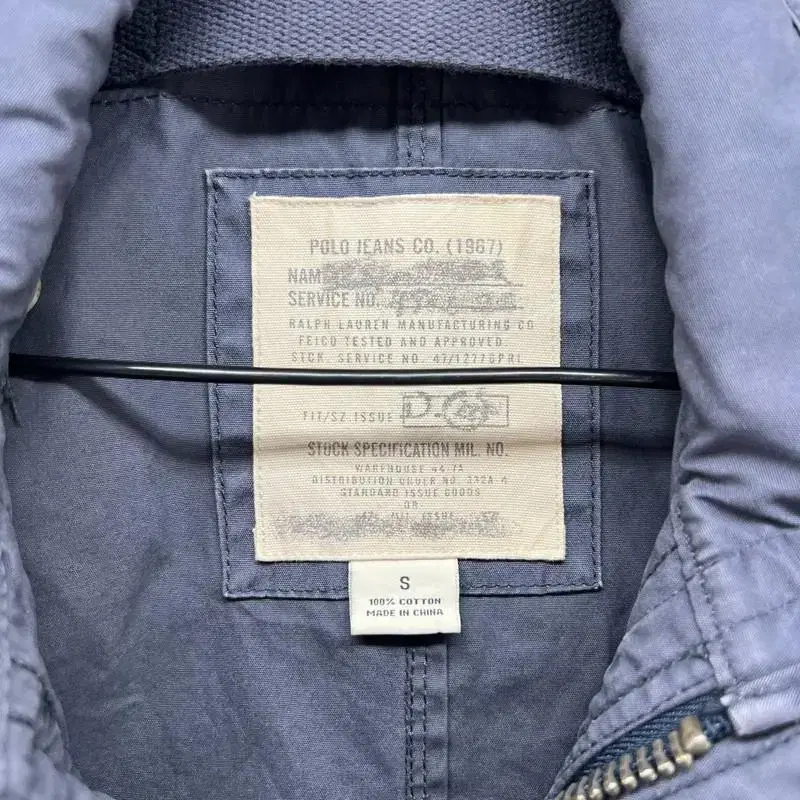 POLO JEANS CO. (1967)
NAM
SERVICE NO.
RALPH LAUREN MANUFACTURING CO
FEICO TESTED AND APPROVED
STCK. SERVICE NO. 47/12776PRL
FIT/SZ ISSUE
STOCK SPECIFICATION MIL. NO.
WAREHOUSE 44-7A
DISTRIBUTION ORDER NO. 332A-4
STANDARD ISSUE GOODS
OR
S
100% COTTON
MADE IN CHINA